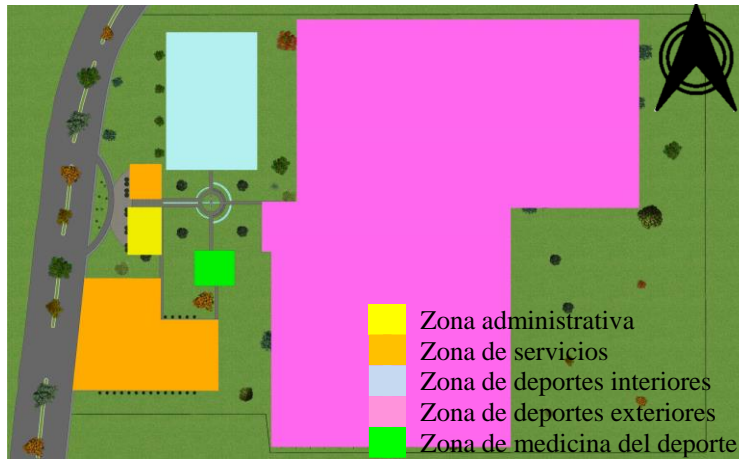 Zona administrativa
Zona de servicios
Zona de deportes interiores
Zona de deportes exteriores
Zona de medicina del deporte